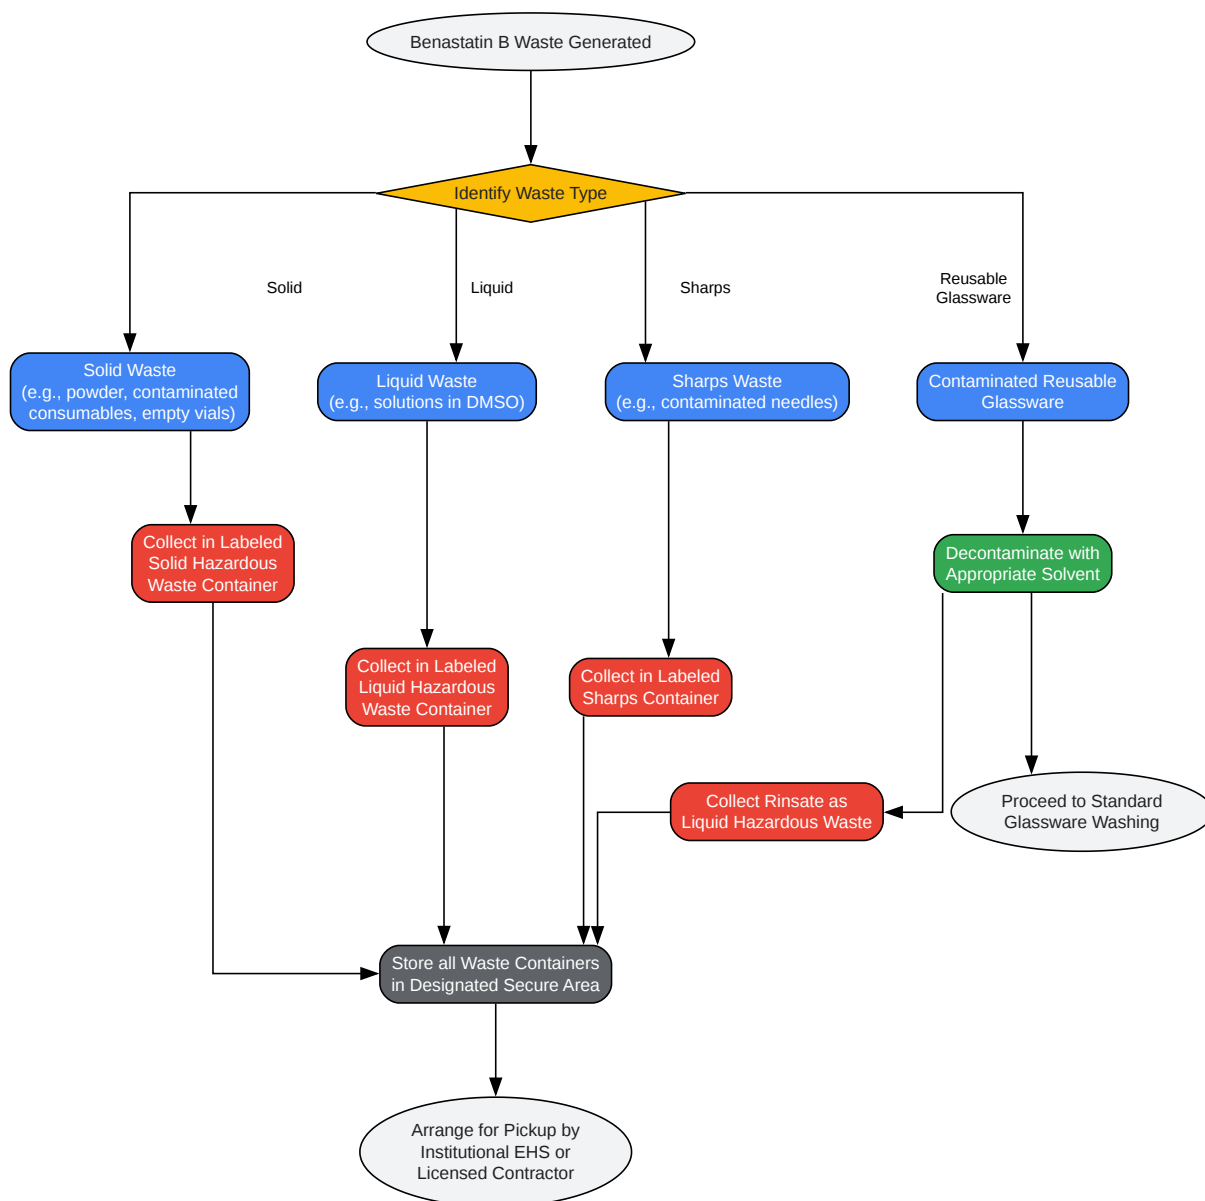 Benastatin B Waste Generated
Identify Waste Type
Solid
Liquid
Sharps
Reusable
Glassware
Solid Waste
(e.g., powder, contaminated
consumables, empty vials)
Liquid Waste
(e.g., solutions in DMSO)
Sharps Waste
(e.g., contaminated needles)
Contaminated Reusable
Glassware
Collect in Labeled
Solid Hazardous
Waste Container
Decontaminate with
Appropriate Solvent
Collect in Labeled
Liquid Hazardous
Waste Container
Collect in Labeled
Sharps Container
Collect Rinsate as
Liquid Hazardous Waste
Proceed to Standard
Glassware Washing
Store all Waste Containers
in Designated Secure Area
Arrange for Pickup by
Institutional EHS or
Licensed Contractor